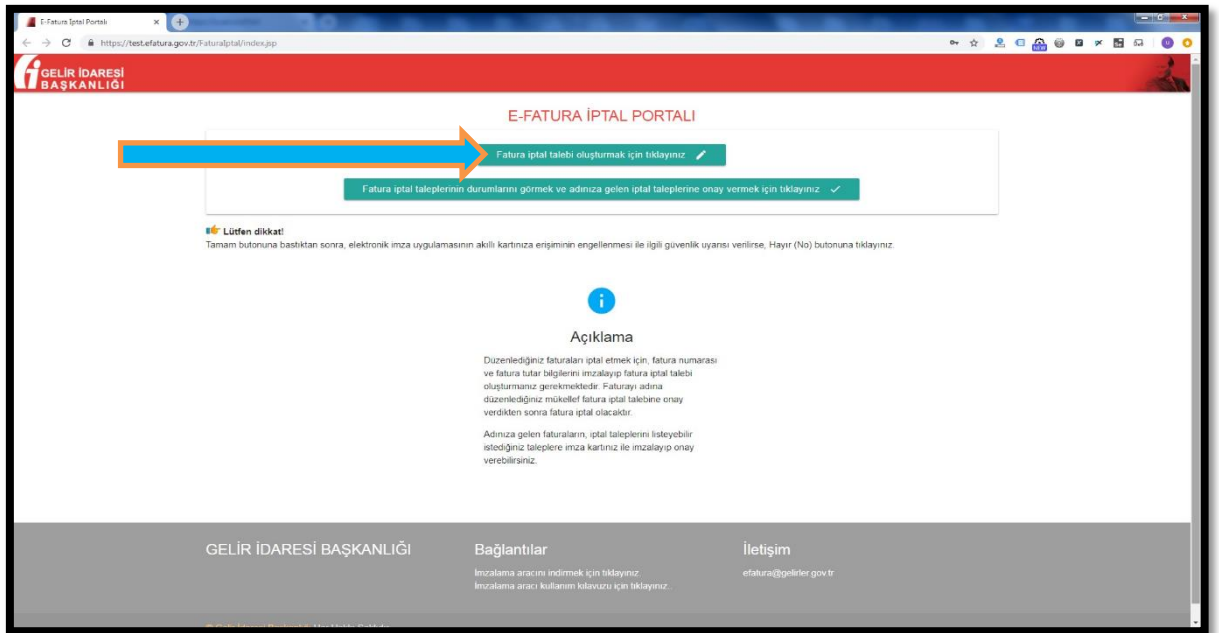 E-Fatura İptal Portalı
https://test.efatura.gov.tr/FaturaIptal/index.jsp
NEW
GELİR İDARESİ
BAŞKANLIĞI
E-FATURA İPTAL PORTALI
Fatura iptal talebi oluşturmak için tıklayınız
Fatura iptal taleplerinin durumlarını görmek ve adınıza gelen iptal taleplerine onay vermek için tıklayınız
Lütfen dikkat!
Tamam butonuna bastıktan sonra, elektronik imza uygulamasının akıllı kartınıza erişiminin engellenmesi ile ilgili güvenlik uyarısı verilirse, Hayır (No) butonuna tıklayınız.
Açıklama
Düzenlediğiniz faturaları iptal etmek için, fatura numarası
ve fatura tutar bilgilerini imzalayıp fatura iptal talebi
oluşturmanız gerekmektedir. Faturayı adına
düzenlediğiniz mükellef fatura iptal talebine onay
verdikten sonra fatura iptal olacaktır.
Adınıza gelen faturaların, iptal taleplerini listeyebilir
istediğiniz taleplere imza kartınız ile imzalayıp onay
verebilirsiniz.
GELİR İDARESİ BAŞKANLIĞI
Bağlantılar
İletişim
İmzalama aracını indirmek için tıklayınız.
efatura@gelirler.gov.tr
İmzalama aracı kullanım kılavuzu için tıklayınız..